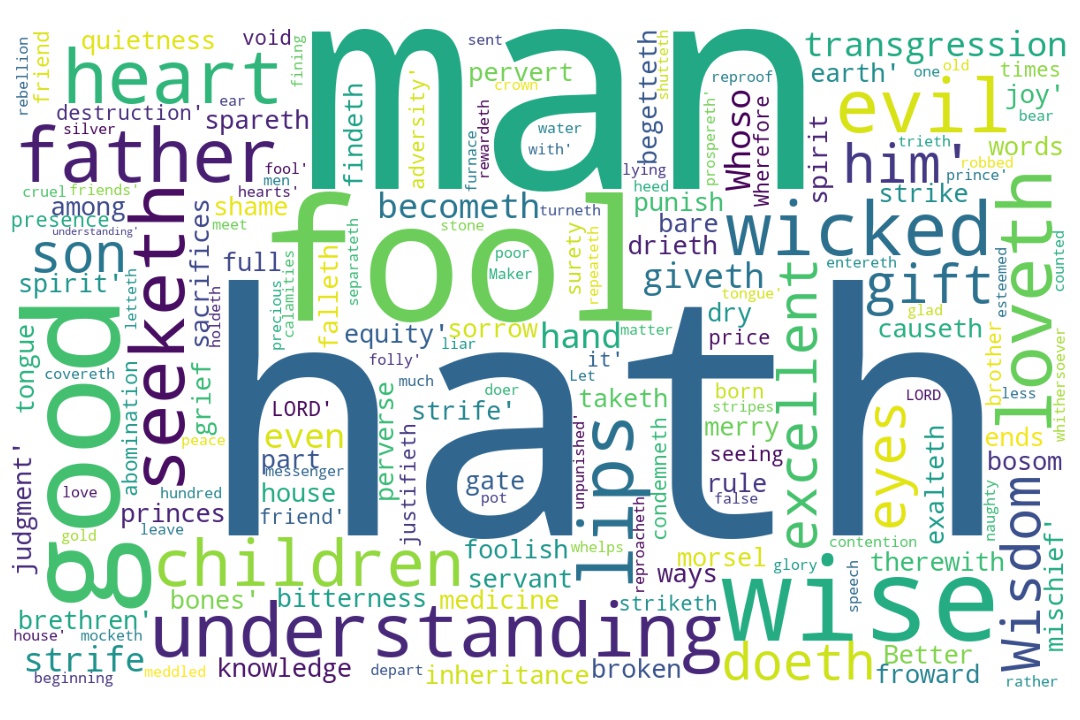 rebellion
friend
quietness
void
heart
fining
man
sent
pervert
crown
begetteth
shutteth
reproof
transgression
earth'
one
old
times
destruction'
ear
silver
spareth
findeth
adversity'
rewardeth
furnace
water
with'
Whoso
Wherefore
prospereth'
spirit
evil
joy'
bear
father
fool'
men
hearts'
lying
heed
him'
trieth
words
robbed
prince'
cruel
friends'
among
shame
becometh
turneth
punish
strike
presence
understanding'
seeketh
sacrifices
meet
fool
stone
bare
wicked
loveth
counted
son
full
separateth
poor
Maker
surety
repeateth
drieth
entereth
spirit'
letteth
holdeth
precious
calamities
falleth
giveth
tongue'
excellent
gift
esteemed
glad
good
tongue
equity'
sorrow
liar
hand
matter
dry
price
causeth
brother
whithersoever
covereth
abomination
grief
hath
folly'
much
doer
it'
Let
born
stripes
LORD
less
love
LORD'
strife'
taketh
peace
even
part
messenger
perverse
justifieth
lips
unpunished'
condemneth
merry
seeing
eyes
exalteth
ends
bosom
judgment'
hundred
house
gate
pot
rule
false
naughty
gold
princes
leave
friend'
contention
children
foolish
whelps
reproacheth
morsel
glory
speech
therewith
Wisdom
mischief'
bones'
bitterness
medicine
servant
ways
striketh
wise
brethren'
house'
mocketh
understanding
strife
beginning
meddled
knowledge
depart
inheritance
broken
doeth
Better
froward
rather